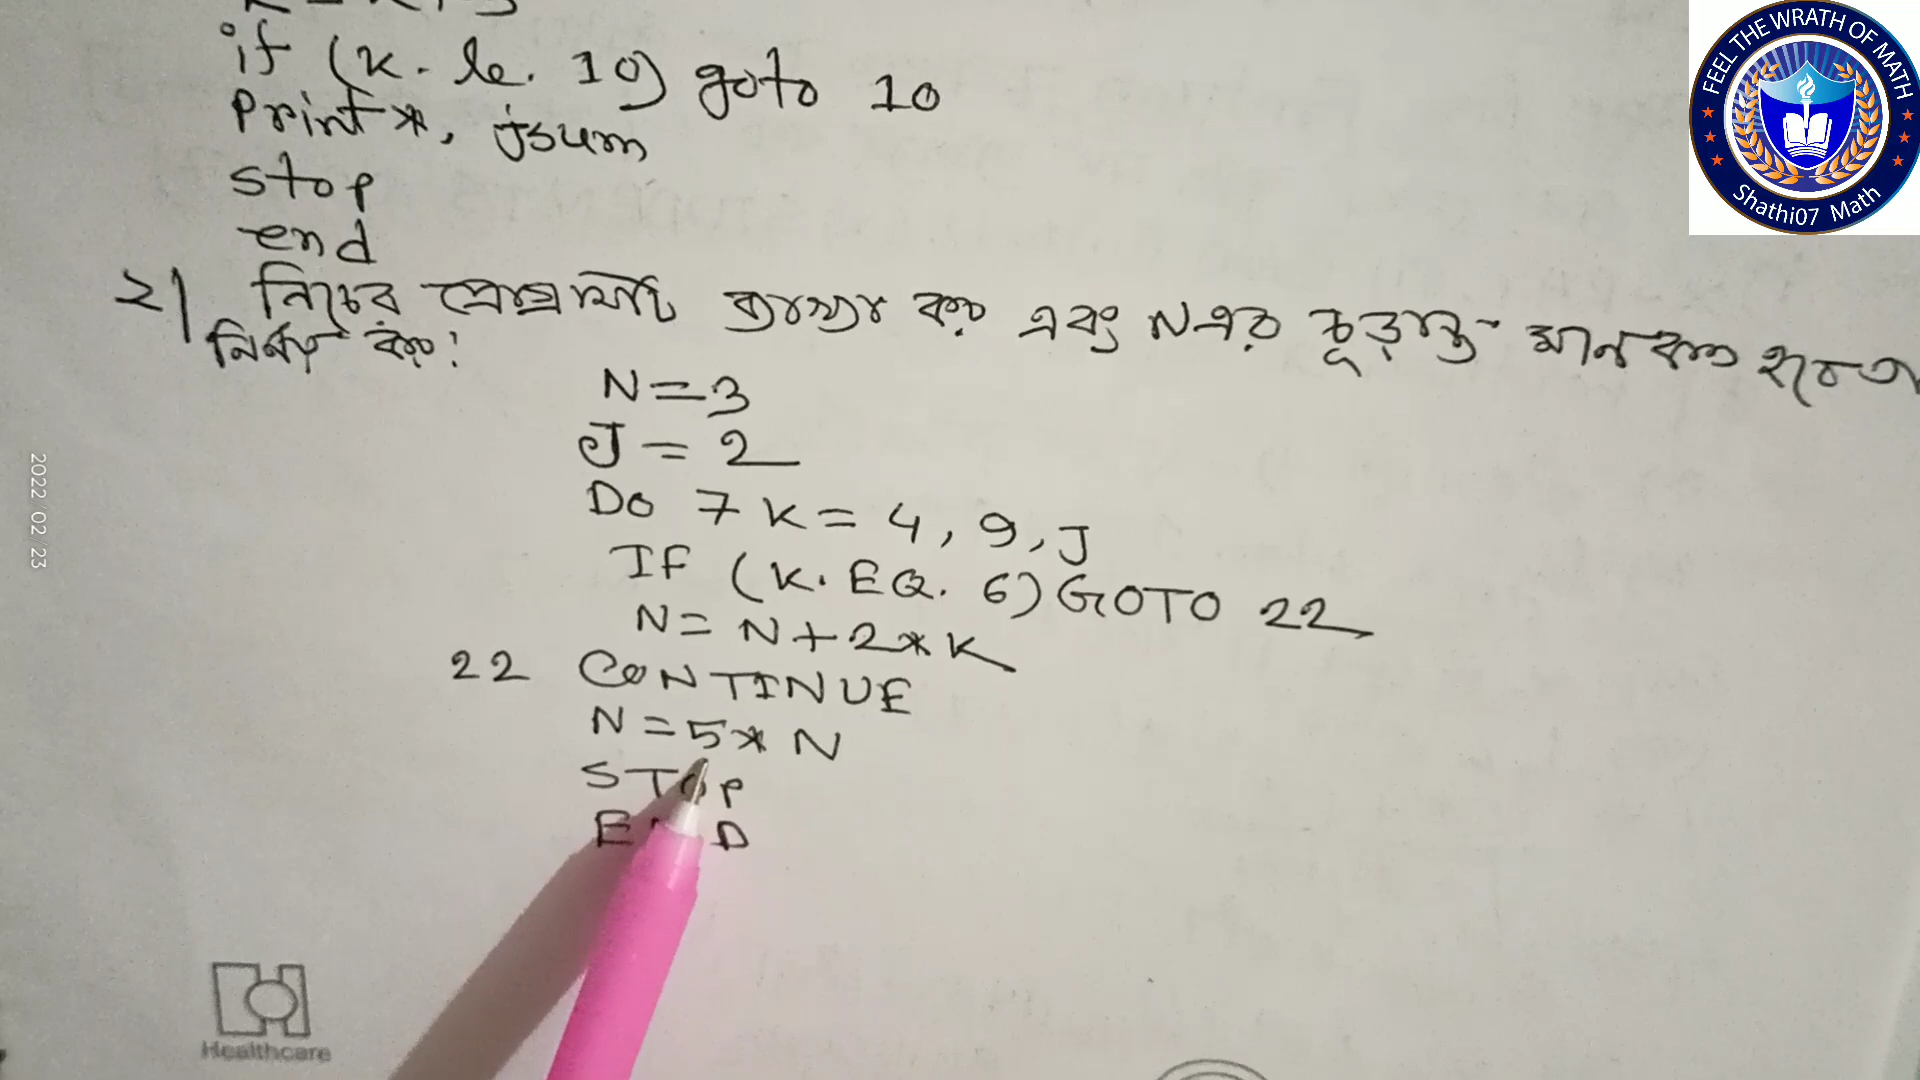 if (k. le. 10) goto 10
Print*, jsum
stop
end
২| নিচের প্রোগ্রামটি ব্যাখ্যা কর এবং N এর চূড়ান্ত মান কত হবে তা
নির্ণয় কর:
N=3
J=2
Do 7 K= 4, 9, J
IF (K. EQ. 6) GOTO 22
N= N+2*K
22 CONTINUE
N=5* N
STOP
END
2022/02/23
Healthcare
FEEL THE WRATH OF MATH
Shathi07 Math